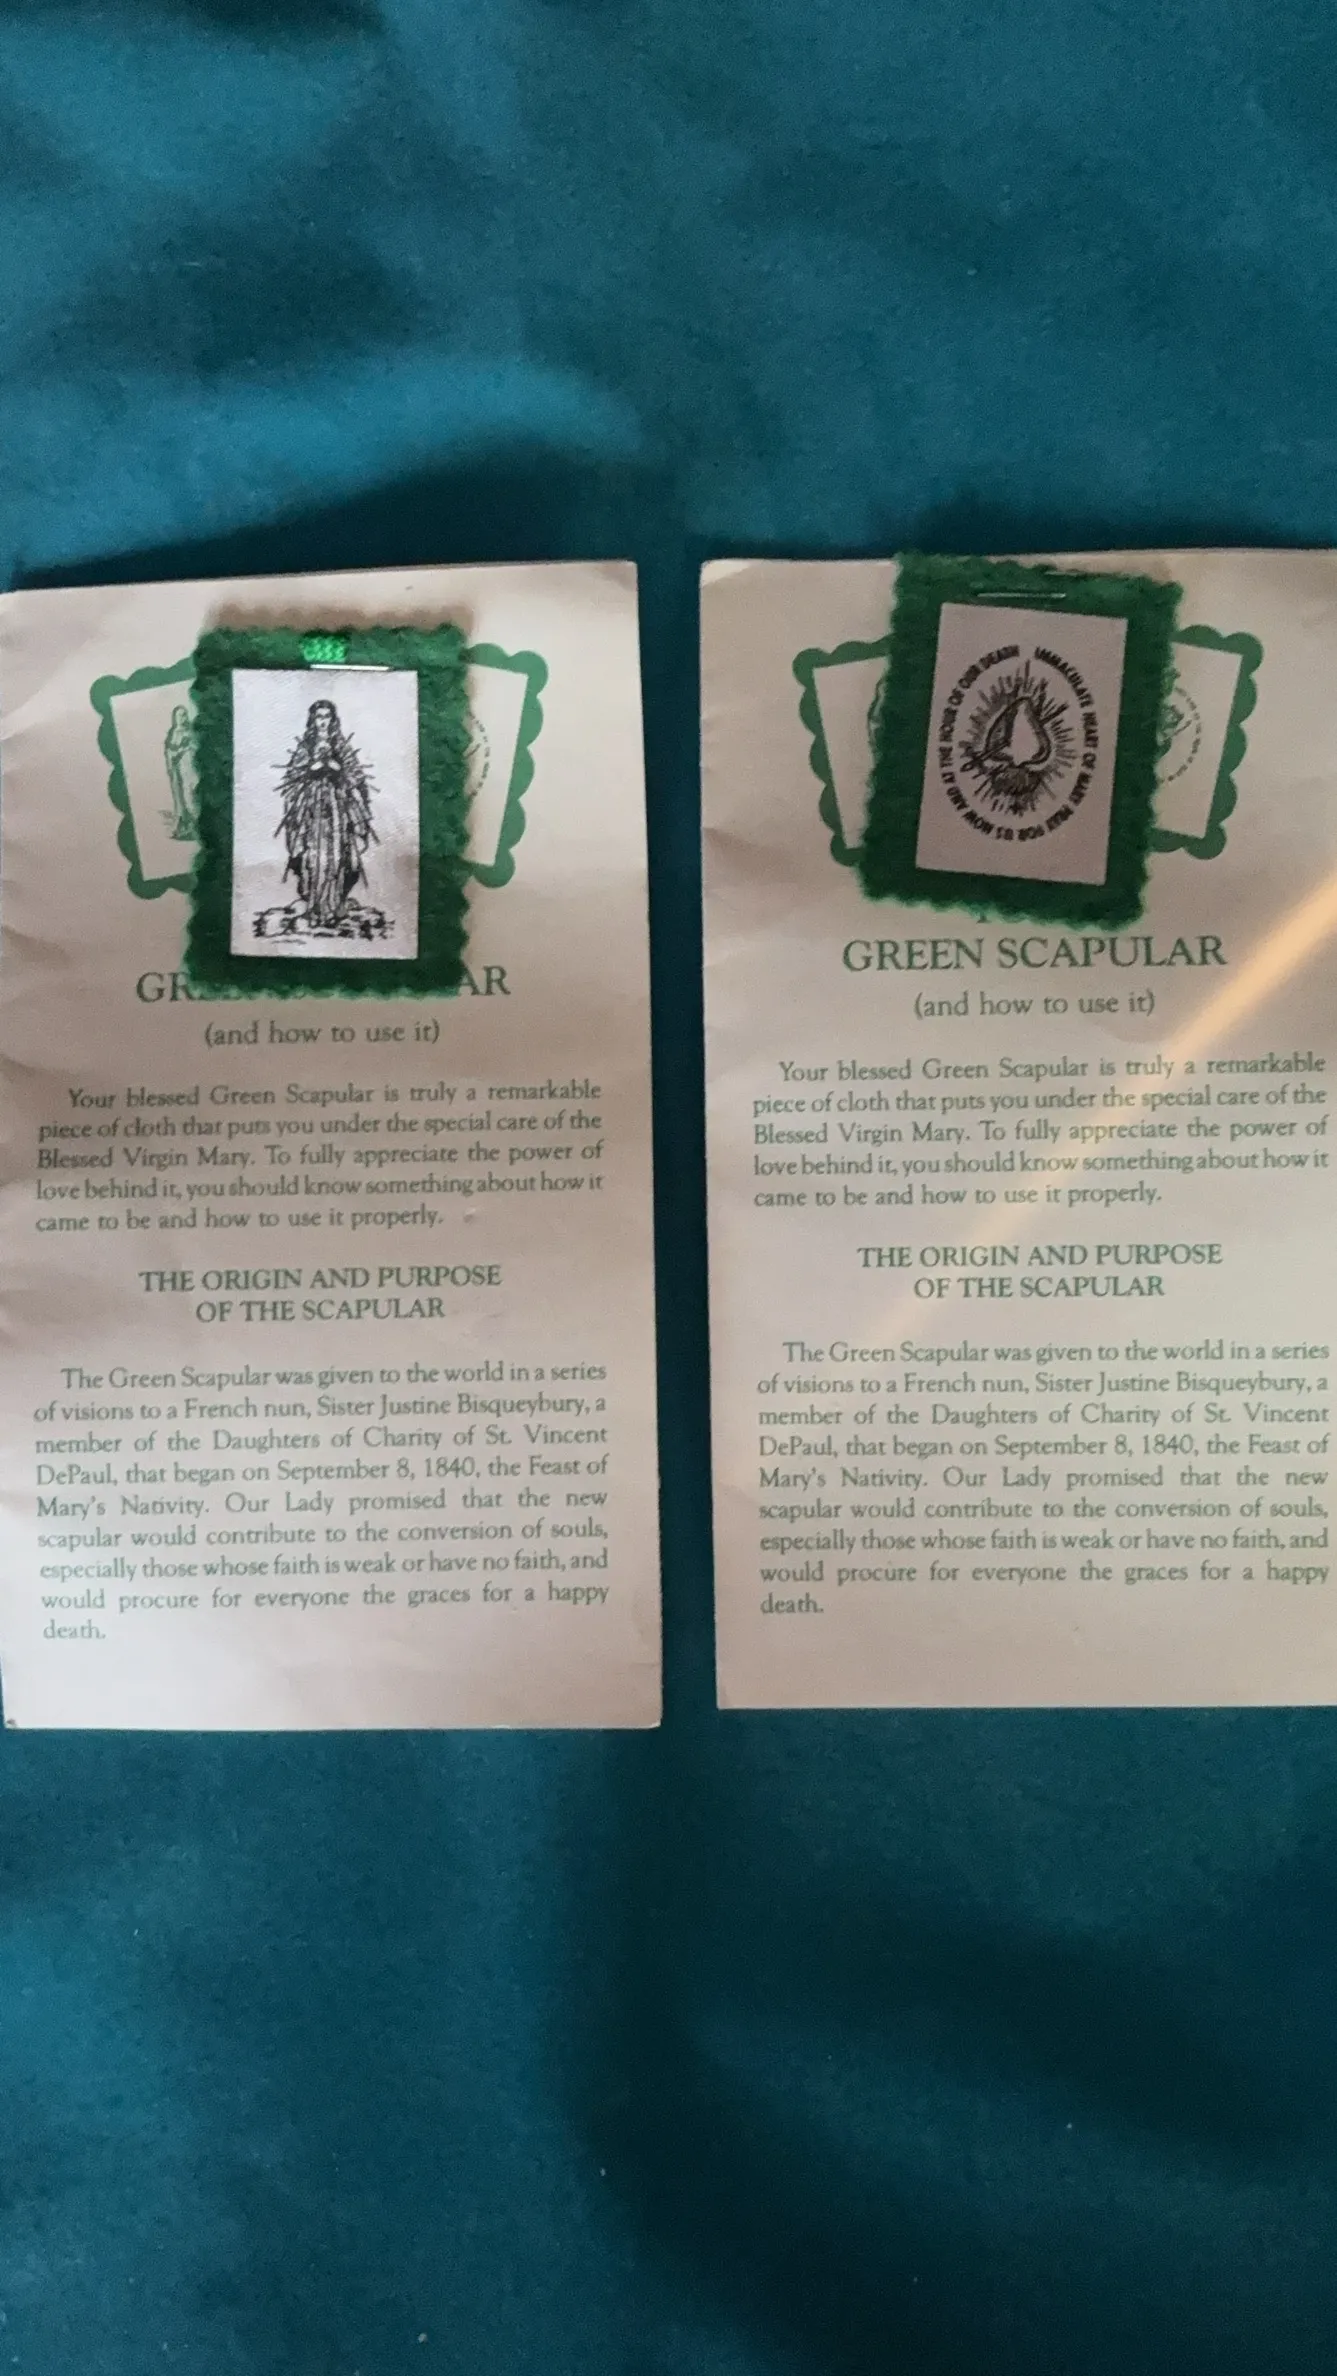 GR AR
(and how to use it)
Your blessed Green Scapular is truly a remarkable
piece of cloth that puts you under the special care of the
Blessed Virgin Mary. To fully appreciate the power of
love behind it, you should know something about how it
came to be and how to use it properly.
THE ORIGIN AND PURPOSE
OF THE SCAPULAR
The Green Scapular was given to the world in a series
of visions to a French nun, Sister Justine Bisqueybury, a
member of the Daughters of Charity of St. Vincent
DePaul, that began on September 8, 1840, the Feast of
Mary's Nativity. Our Lady promised that the new
scapular would contribute to the conversion of souls,
especially those whose faith is weak or have no faith, and
would procure for everyone the graces for a happy
death.
IMMACULATE HEART OF MARY PRAY FOR US NOW AND AT THE HOUR OF OUR DEATH
GREEN SCAPULAR
(and how to use it)
Your blessed Green Scapular is truly a remarkable
piece of cloth that puts you under the special care of the
Blessed Virgin Mary. To fully appreciate the power of
love behind it, you should know something about how it
came to be and how to use it properly.
THE ORIGIN AND PURPOSE
OF THE SCAPULAR
The Green Scapular was given to the world in a series
of visions to a French nun, Sister Justine Bisqueybury, a
member of the Daughters of Charity of St. Vincent
DePaul, that began on September 8, 1840, the Feast of
Mary's Nativity. Our Lady promised that the new
scapular would contribute to the conversion of souls,
especially those whose faith is weak or have no faith, and
would procure for everyone the graces for a happy
death.